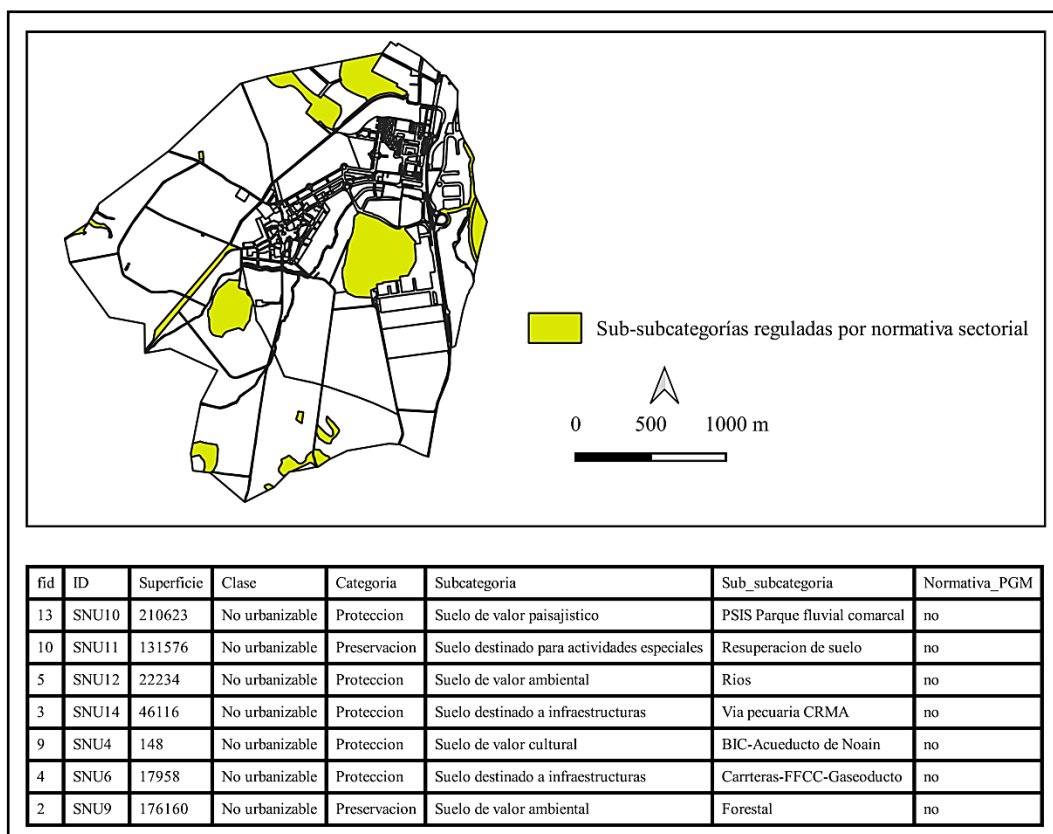 Sub-subcategorías reguladas por normativa sectorial
0 500 1000 m
fid ID Superficie Clase Categoria Subcategoria Sub_subcategoria Normativa_PGM
13 SNU10 210623 No urbanizable Proteccion Suelo de valor paisajistico PSIS Parque fluvial comarcal no
10 SNU11 131576 No urbanizable Preservacion Suelo destinado para actividades especiales Resuperacion de suelo no
5 SNU12 22234 No urbanizable Proteccion Suelo de valor ambiental Rios no
3 SNU14 46116 No urbanizable Proteccion Suelo destinado a infraestructuras Via pecuaria CRMA no
9 SNU4 148 No urbanizable Proteccion Suelo de valor cultural BIC-Acueducto de Noain no
4 SNU6 17958 No urbanizable Proteccion Suelo destinado a infraestructuras Carrteras-FFCC-Gaseoducto no
2 SNU9 176160 No urbanizable Preservacion Suelo de valor ambiental Forestal no